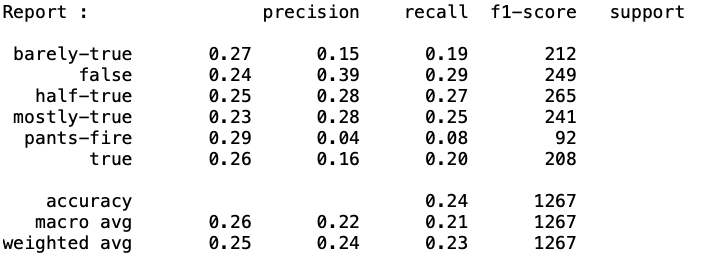 Report :              precision    recall  f1-score   support

 barely-true       0.27      0.15      0.19       212
       false       0.24      0.39      0.29       249
   half-true       0.25      0.28      0.27       265
 mostly-true       0.23      0.28      0.25       241
  pants-fire       0.29      0.04      0.08        92
        true       0.26      0.16      0.20       208

    accuracy                           0.24      1267
   macro avg       0.26      0.22      0.21      1267
weighted avg       0.25      0.24      0.23      1267